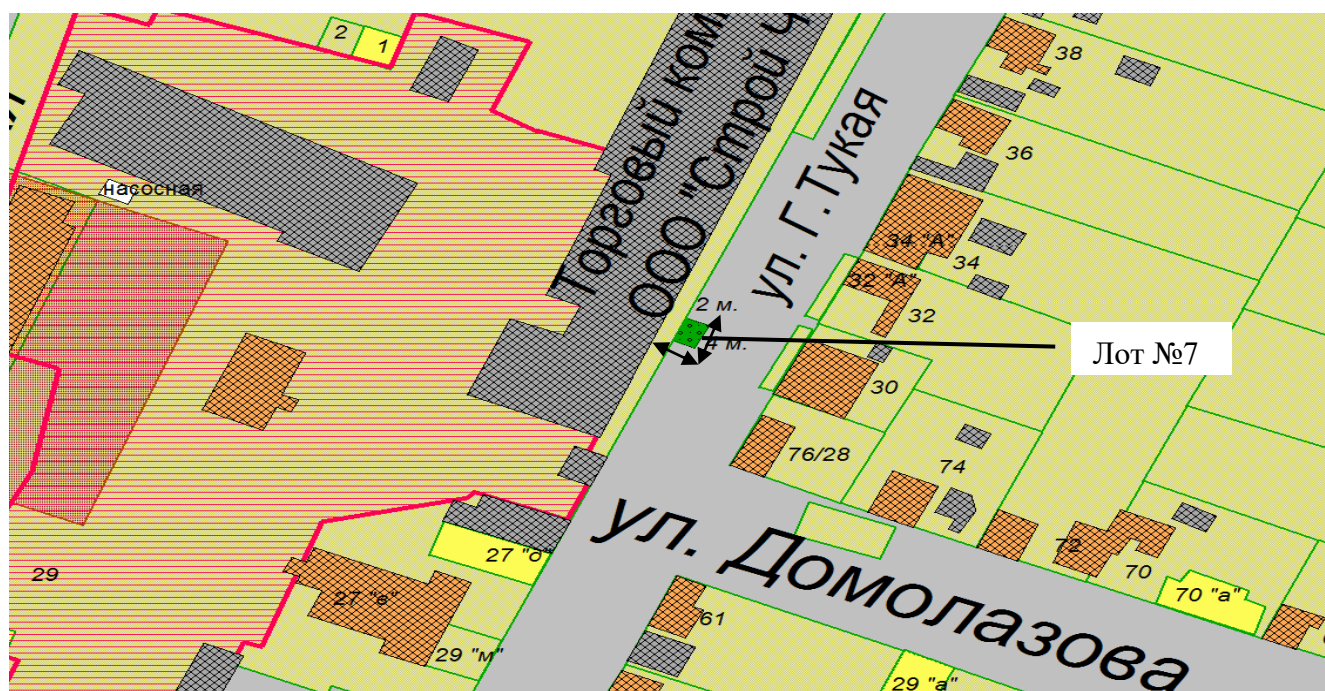 2
1
38
Торговый ком
ООО "Строй Ч
ул. Г.Тукая
36
насосная
34 "А"
34
32 "А"
32
2 м.
4 м.
Лот №7
30
76/28
74
ул. Домолазова
72
70
70 "а"
27 "д"
29
27 "в"
61
29 "м"
29 "а"